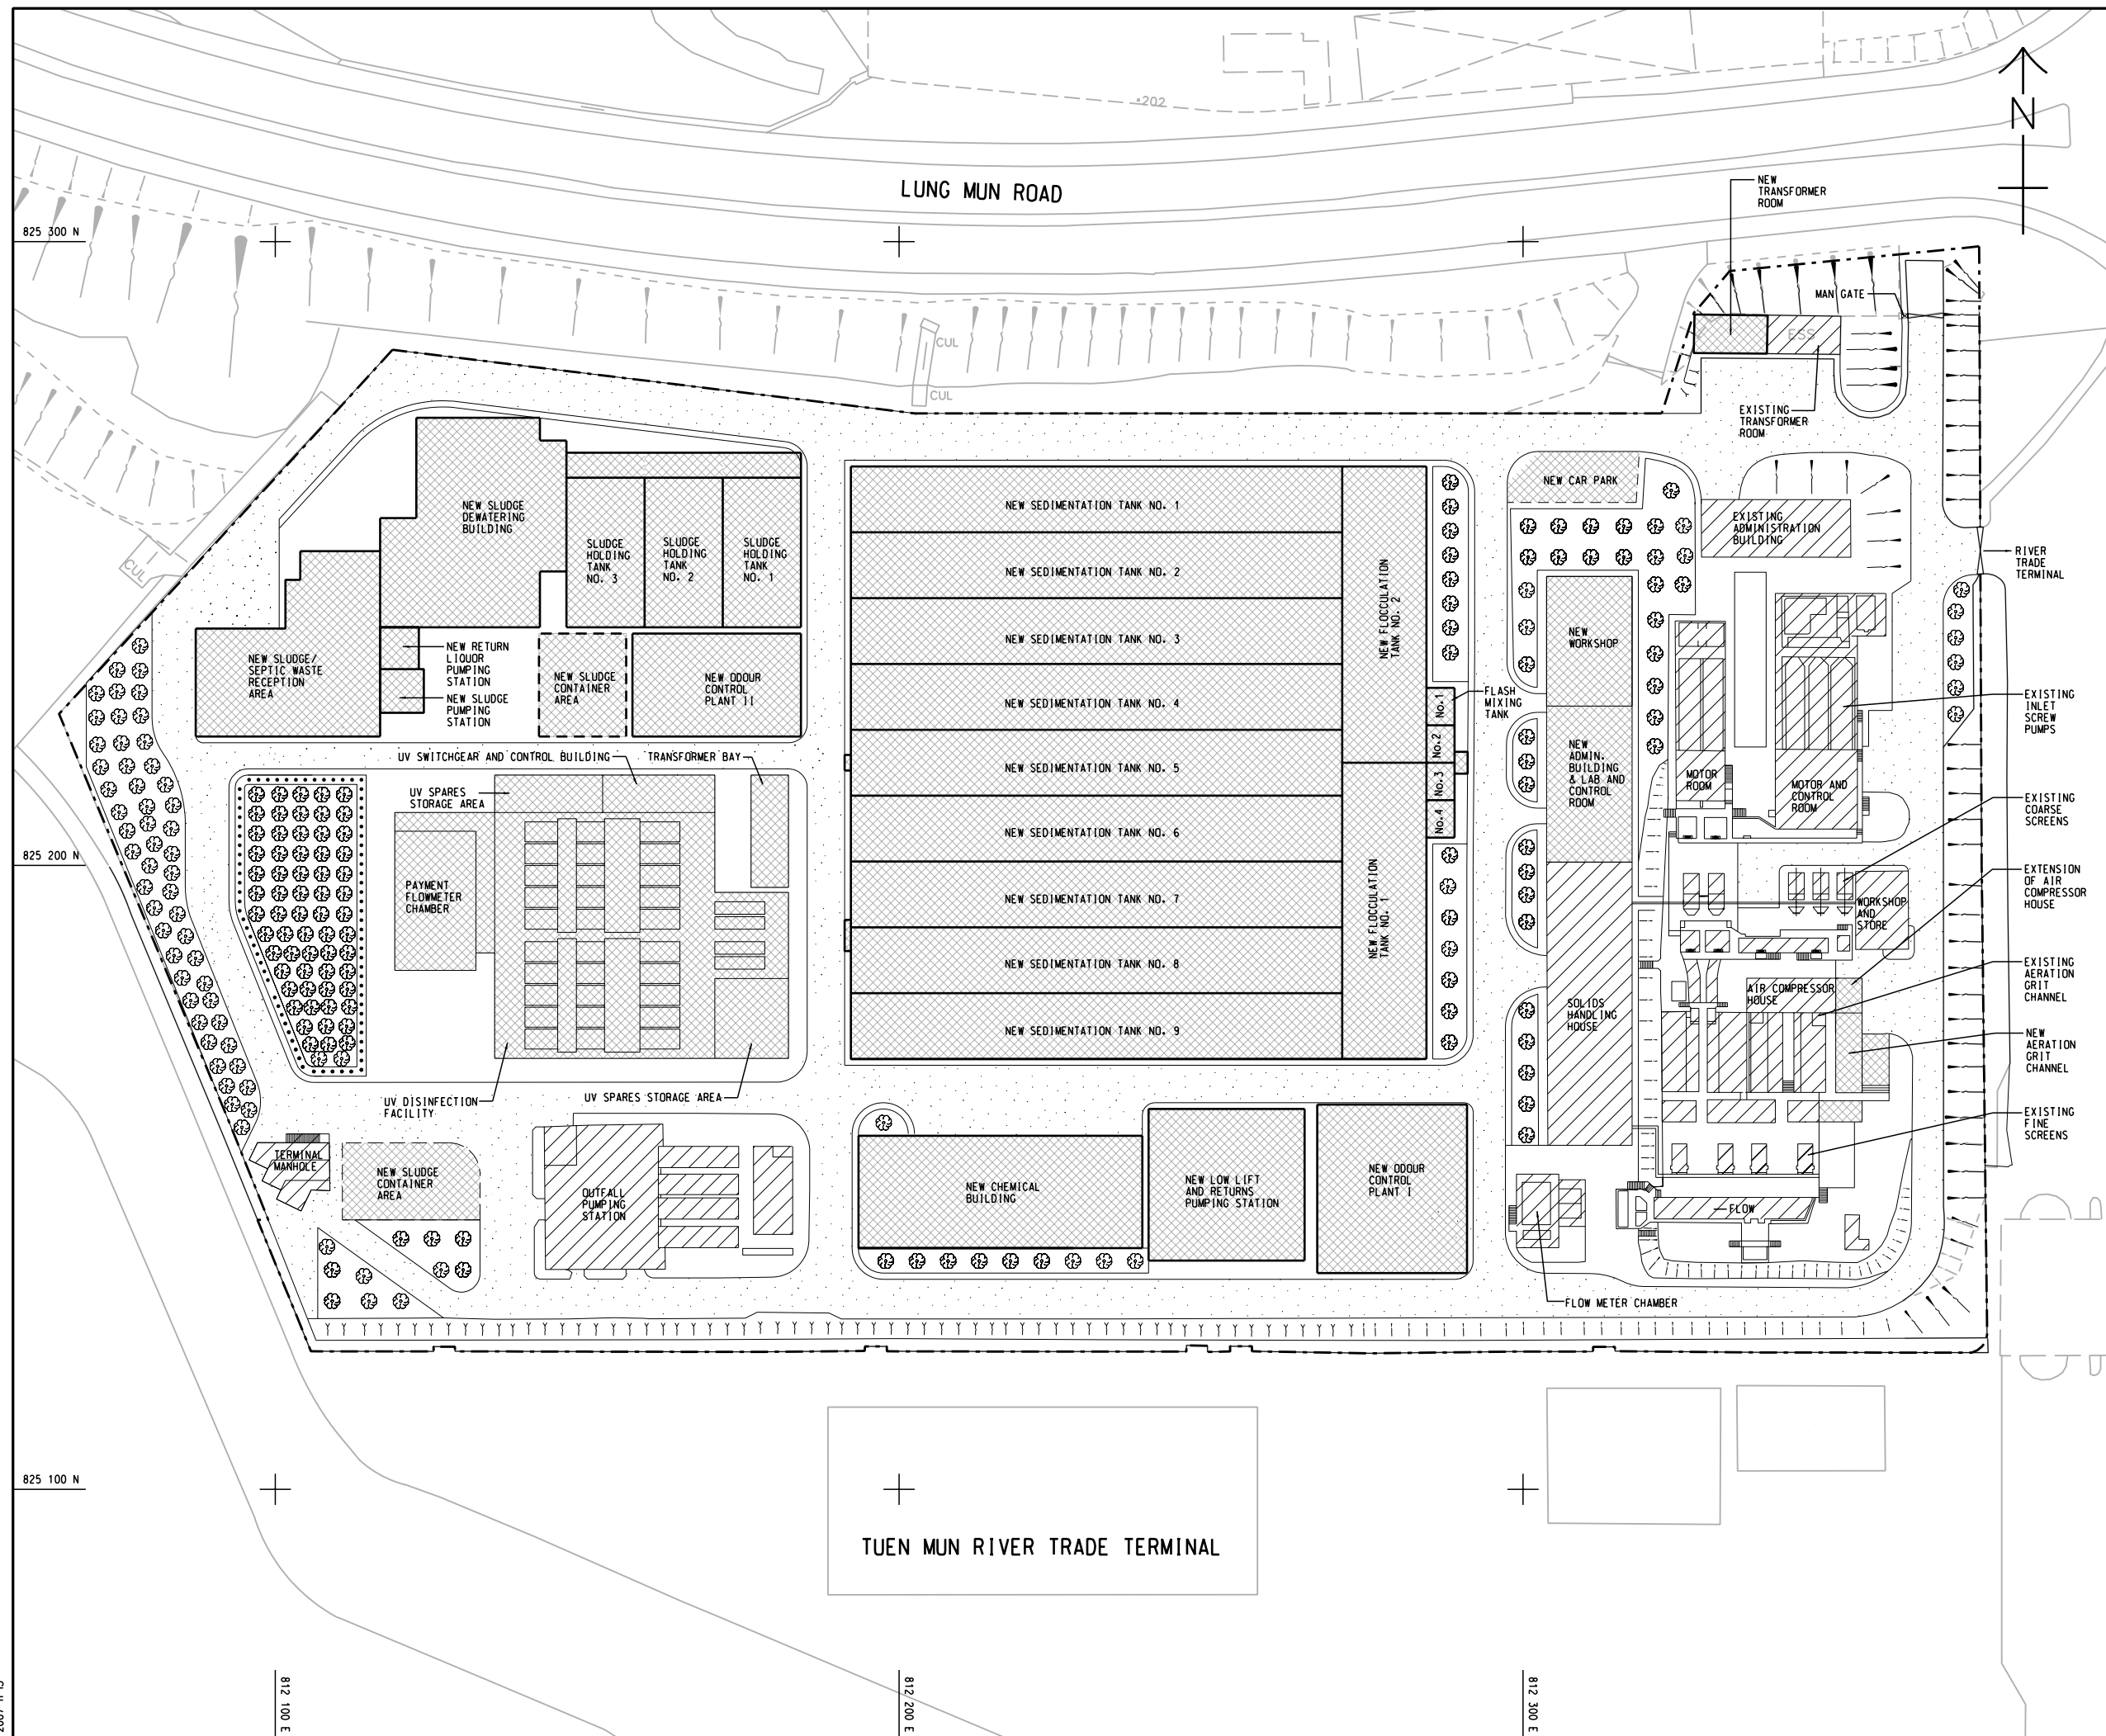 202
LUNG MUN ROAD
N
NEW
TRANSFORMER
ROOM
825 300 N
MAN GATE
ESS
CUL
CUL
EXISTING
TRANSFORMER
ROOM
NEW SLUDGE
DEWATERING
BUILDING
SLUDGE
HOLDING
TANK
NO. 3
SLUDGE
HOLDING
TANK
NO. 2
SLUDGE
HOLDING
TANK
NO. 1
CUL
NEW SEDIMENTATION TANK NO. 1
NEW SEDIMENTATION TANK NO. 2
NEW SEDIMENTATION TANK NO. 3
NEW SEDIMENTATION TANK NO. 4
NEW SEDIMENTATION TANK NO. 5
NEW SEDIMENTATION TANK NO. 6
NEW SEDIMENTATION TANK NO. 7
NEW SEDIMENTATION TANK NO. 8
NEW SEDIMENTATION TANK NO. 9
NEW FLOCCULATION
TANK NO. 2
NEW FLOCCULATION
TANK NO. 1
No.1
No.2
No.3
No.4
FLASH
MIXING
TANK
NEW CAR PARK
EXISTING
ADMINISTRATION
BUILDING
RIVER
TRADE
TERMINAL
NEW SLUDGE/
SEPTIC WASTE
RECEPTION
AREA
NEW RETURN
LIQUOR
PUMPING
STATION
NEW SLUDGE
PUMPING
STATION
NEW SLUDGE
CONTAINER
AREA
NEW ODOUR
CONTROL
PLANT II
NEW
WORKSHOP
EXISTING
INLET
SCREW
PUMPS
UV SWITCHGEAR AND CONTROL BUILDING
TRANSFORMER BAY
UV SPARES
STORAGE AREA
NEW
ADMIN.
BUILDING
& LAB AND
CONTROL
ROOM
MOTOR
ROOM
MOTOR AND
CONTROL
ROOM
EXISTING
COARSE
SCREENS
825 200 N
PAYMENT
FLOWMETER
CHAMBER
EXTENSION
OF AIR
COMPRESSOR
HOUSE
WORKSHOP
AND
STORE
EXISTING
AERATION
GRIT
CHANNEL
AIR COMPRESSOR
HOUSE
SOLIDS
HANDLING
HOUSE
NEW
AERATION
GRIT
CHANNEL
UV DISINFECTION
FACILITY
UV SPARES STORAGE AREA
EXISTING
FINE
SCREENS
TERMINAL
MANHOLE
NEW SLUDGE
CONTAINER
AREA
OUTFALL
PUMPING
STATION
NEW CHEMICAL
BUILDING
NEW LOW LIFT
AND RETURNS
PUMPING STATION
NEW ODOUR
CONTROL
PLANT I
FLOW
FLOW METER CHAMBER
825 100 N
TUEN MUN RIVER TRADE TERMINAL
812 100 E
812 200 E
812 300 E